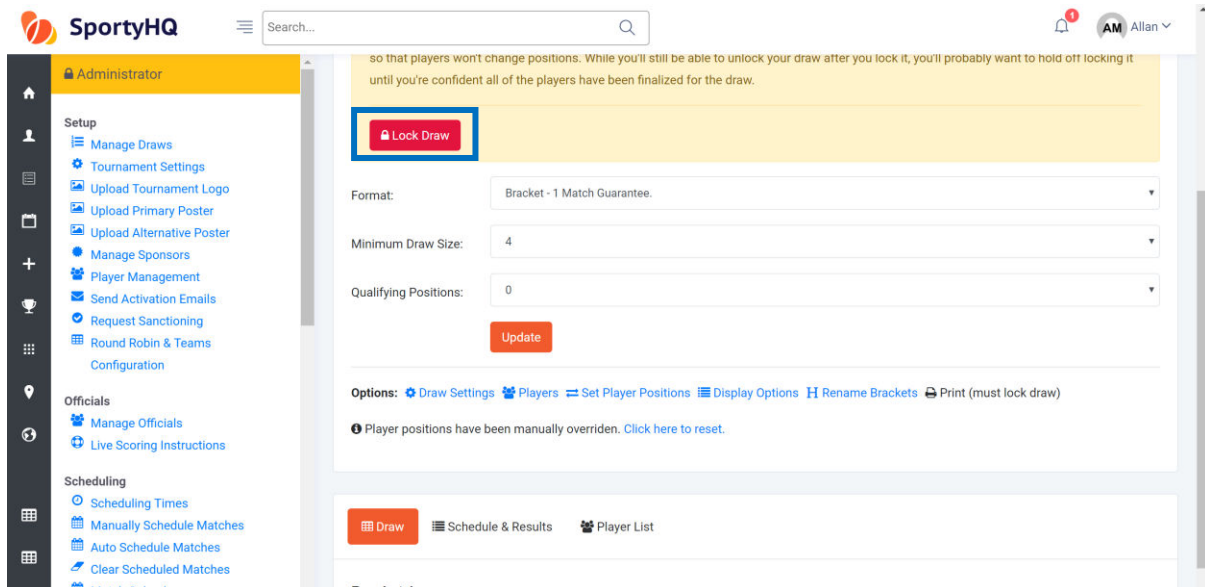 SportyHQ
Search...
1
AM Allan
Administrator
Setup
Manage Draws
Tournament Settings
Upload Tournament Logo
Upload Primary Poster
Upload Alternative Poster
Manage Sponsors
Player Management
Send Activation Emails
Request Sanctioning
Round Robin & Teams
Configuration
Officials
Manage Officials
Live Scoring Instructions
Scheduling
Scheduling Times
Manually Schedule Matches
Auto Schedule Matches
Clear Scheduled Matches
so that players won't change positions. While you'll still be able to unlock your draw after you lock it, you'll probably want to hold off locking it
until you're confident all of the players have been finalized for the draw.
Lock Draw
Format: Bracket - 1 Match Guarantee.
Minimum Draw Size: 4
Qualifying Positions: 0
Update
Options: Draw Settings Players Set Player Positions Display Options Rename Brackets Print (must lock draw)
Player positions have been manually overriden. Click here to reset.
Draw Schedule & Results Player List